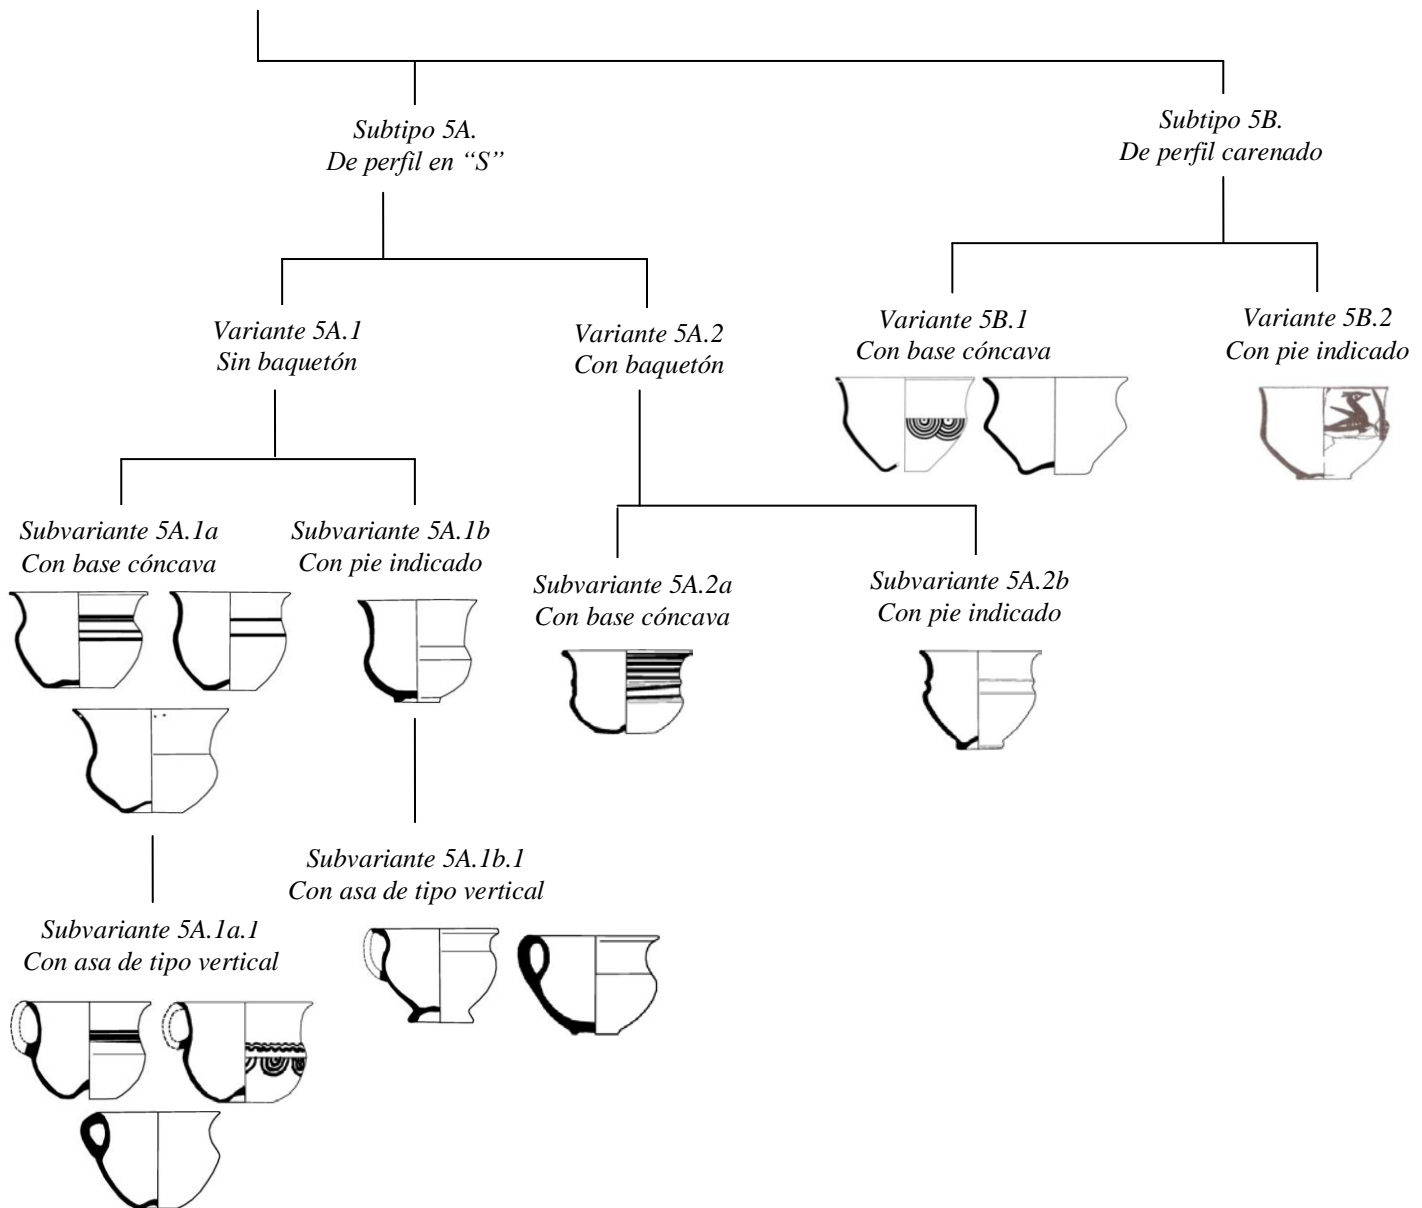 Subtipo 5A.
De perfil en “S”
Subtipo 5B.
De perfil carenado
Variante 5A.1
Sin baquetón
Variante 5A.2
Con baquetón
Variante 5B.1
Con base cóncava
Variante 5B.2
Con pie indicado
Subvariante 5A.1a
Con base cóncava
Subvariante 5A.1b
Con pie indicado
Subvariante 5A.2a
Con base cóncava
Subvariante 5A.2b
Con pie indicado
Subvariante 5A.1b.1
Con asa de tipo vertical
Subvariante 5A.1a.1
Con asa de tipo vertical